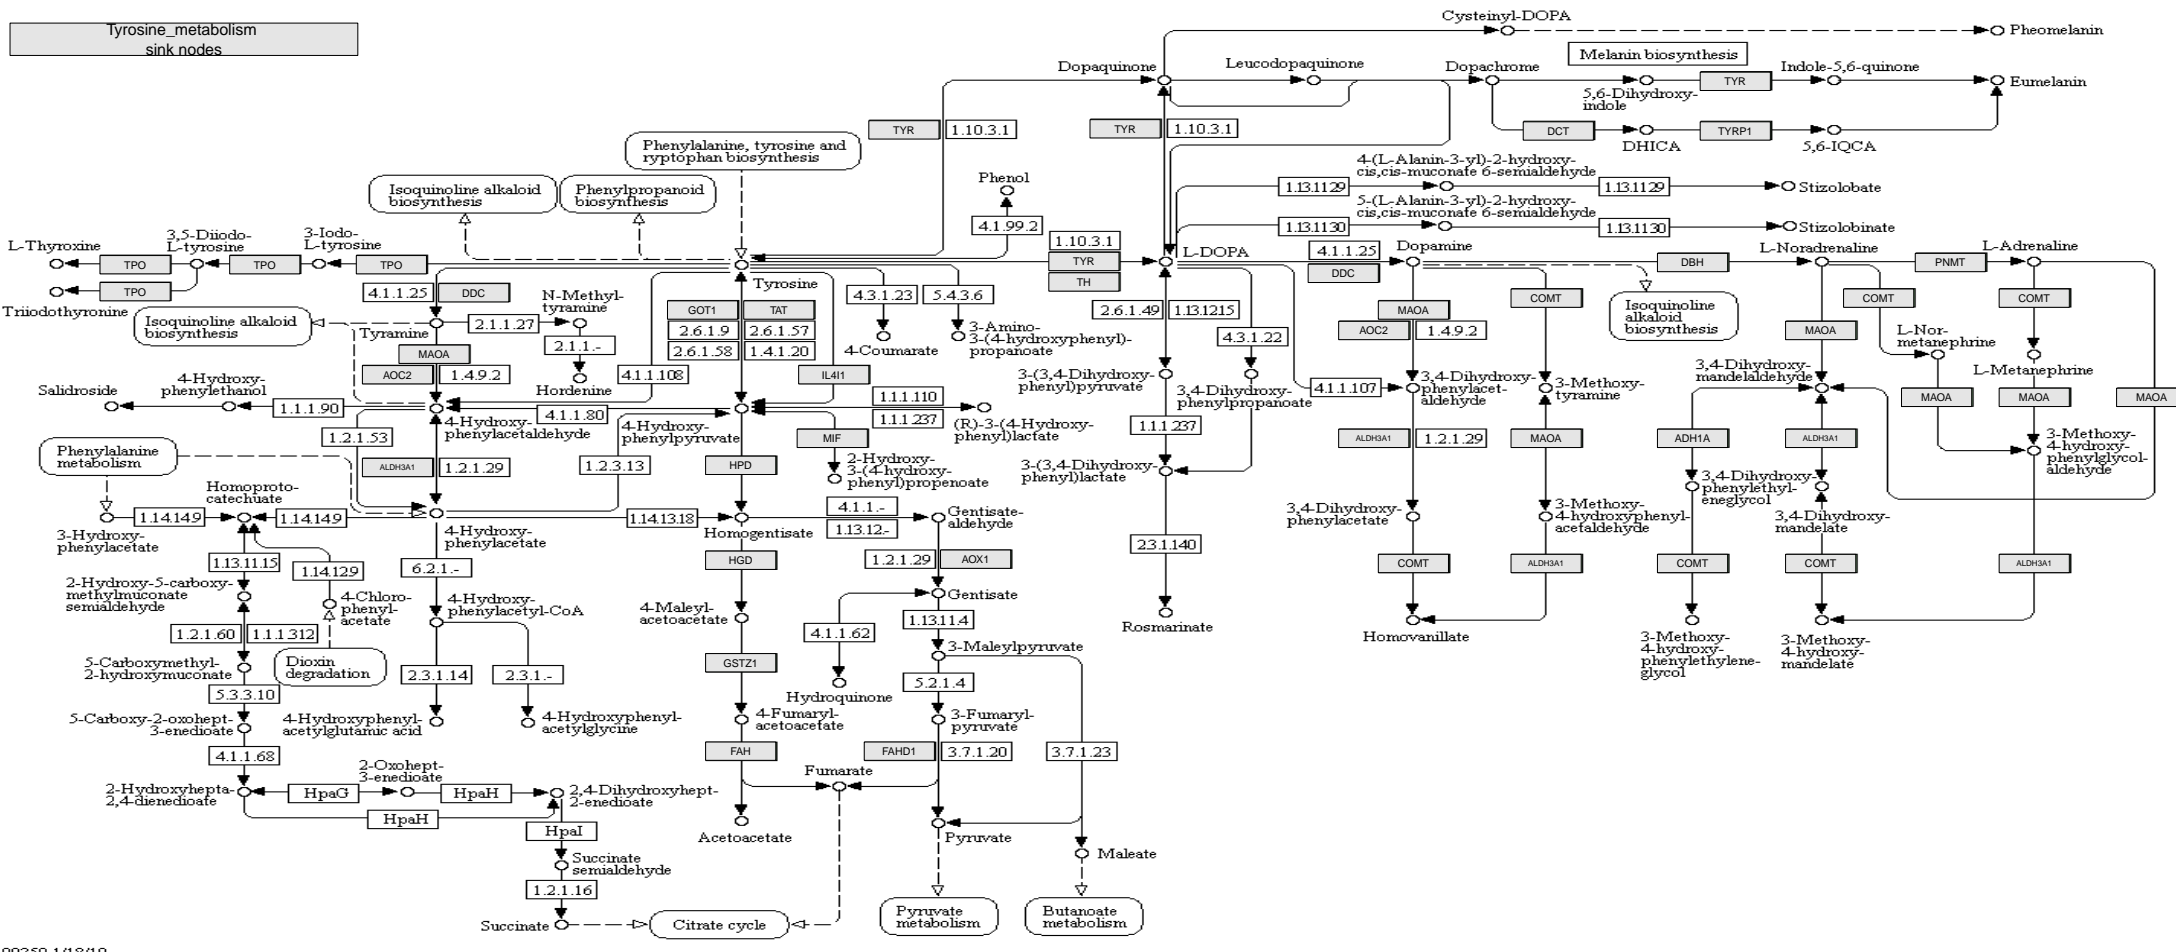 Tyrosine_metabolism
sink nodes
Cysteinyl-DOPA
Pheomelanin
Melanin biosynthesis
Dopaquinone
Leucodopaquinone
Dopachrome
TYR
Indole-5,6-quinone
Eumelanin
5,6-Dihydroxy-
indole
TYR
1.10.3.1
TYR
1.10.3.1
DCT
DHICA
TYRP1
5,6-IQCA
Phenylalanine, tyrosine and
ryptophan biosynthesis
Isoquinoline alkaloid
biosynthesis
Phenylpropanoid
biosynfhesis
Phenol
4.1.99.2
4-(L-Alanin-3-yl)-2-hydroxy-
cis,cis-muconafe 6-semialdehyde
1.13.1129
1.13.1129
Stizolobate
5-(L-Alanin-3-yl)-2-hydroxy-
cis,cis-muconafe 6-semialdehyde
1.13.1130
1.13.1130
Stizolobinate
L-Thyroxine
3,5-Diiodo-
L-tyrosine
3-Iodo-
L-tyrosine
TPO
TPO
TPO
TPO
Triiodothyronine
Tyrosine
1.10.3.1
TYR
TH
L-DOPA
4.1.1.25
DDC
Dopamine
DBH
L-Noradrenaline
PNMT
L-Adrenaline
4.1.1.25
DDC
N-Methyl-
tyramine
Isoquinoline alkaloid
biosynthesis
Tyramine
2.1.1.27
2.1.1.-
Hordenine
MAOA
AOC2
1.4.9.2
GOT1
TAT
2.6.1.9
2.6.1.57
2.6.1.58
1.4.1.20
4.1.1.108
IL4I1
4.3.1.23
5.4.3.6
4-Coumarate
3-Amino-
3-(4-hydroxyphenyl)-
propanoate
2.6.1.49
1.13.1215
4.3.1.22
3-(3,4-Dihydroxy-
phenyl)pyruvate
3,4-Dihydroxy-
phenylpropanoate
MAOA
AOC2
1.4.9.2
COMT
Isoquinoline
alkaloid
biosynthesis
MAOA
COMT
COMT
L-Nor-
metanephrine
L-Metanephrine
4.1.1.107
3,4-Dihydroxy-
phenylacet-
aldehyde
3-Methoxy-
tyramine
3,4-Dihydroxy-
mandelaldehyde
MAOA
MAOA
MAOA
Salidroside
4-Hydroxy-
phenylethanol
1.1.1.90
4.1.1.80
4-Hydroxy-
phenylacetaldehyde
4-Hydroxy-
phenylpyruvate
1.1.1.110
1.1.1.237
(R)-3-(4-Hydroxy-
phenyl)lactate
1.1.1.237
3-(3,4-Dihydroxy-
phenyl)lactate
1.2.1.53
MIF
2-Hydroxy-
3-(4-hydroxy-
phenyl)propenoate
Phenylalanine
metabolism
ALDH3A1
1.2.1.29
1.2.3.13
HPD
ALDH3A1
1.2.1.29
MAOA
ADH1A
ALDH3A1
3-Methoxy-
4-hydroxy-
phenylglycol-
aldehyde
Homoproto-
catechuate
3-Hydroxy-
phenylacetate
1.14.14.9
1.14.14.9
4-Hydroxy-
phenylacetate
1.14.13.18
Homogentisate
4.1.1.-
1.13.12.-
Gentisate-
aldehyde
3,4-Dihydroxy-
phenylacetate
3-Methoxy-
4-hydroxyphenyl-
acetaldehyde
3,4-Dihydroxy-
phenylethyl-
eneglycol
3,4-Dihydroxy-
mandelate
1.13.11.15
1.14.12.9
6.2.1.-
HGD
1.2.1.29
AOX1
2.3.1.140
COMT
ALDH3A1
COMT
COMT
ALDH3A1
2-Hydroxy-5-carboxy-
methylmuconate
semialdehyde
4-Chloro-
phenyl-
acetate
4-Hydroxy-
phenylacetyl-CoA
4-Maleyl-
acetoacetate
Gentisate
Rosmarinate
Homovanillate
3-Methoxy-
4-hydroxy-
phenylethylene-
glycol
3-Methoxy-
4-hydroxy-
mandelate
1.2.1.60
1.1.1.312
4.1.1.62
1.13.11.4
5-Carboxymethyl-
2-hydroxymuconate
Dioxin
degradation
2.3.1.14
2.3.1.-
GSTZ1
Hydroquinone
3-Maleylpyruvate
5.2.1.4
5.3.3.10
5-Carboxy-2-oxohept-
3-enedioate
4-Hydroxyphenyl-
acetylglutamic acid
4-Hydroxyphenyl-
acetylglycine
4-Fumaryl-
acetoacefate
3-Fumaryl-
pyruvate
4.1.1.68
FAH
FAHD1
3.7.1.20
3.7.1.23
2-Oxohept-
3-enedioate
Fumarate
2-Hydroxyhepta-
2,4-dienedioafe
HpaG
HpaH
2,4-Dihydroxyhept-
2-enedioate
HpaH
HpaI
Acetoacetate
Pyruvate
Maleate
Succinate
semialdehyde
1.2.1.16
Succinate
Citrate cycle
Pyruvate
metabolism
Butanoate
metabolism